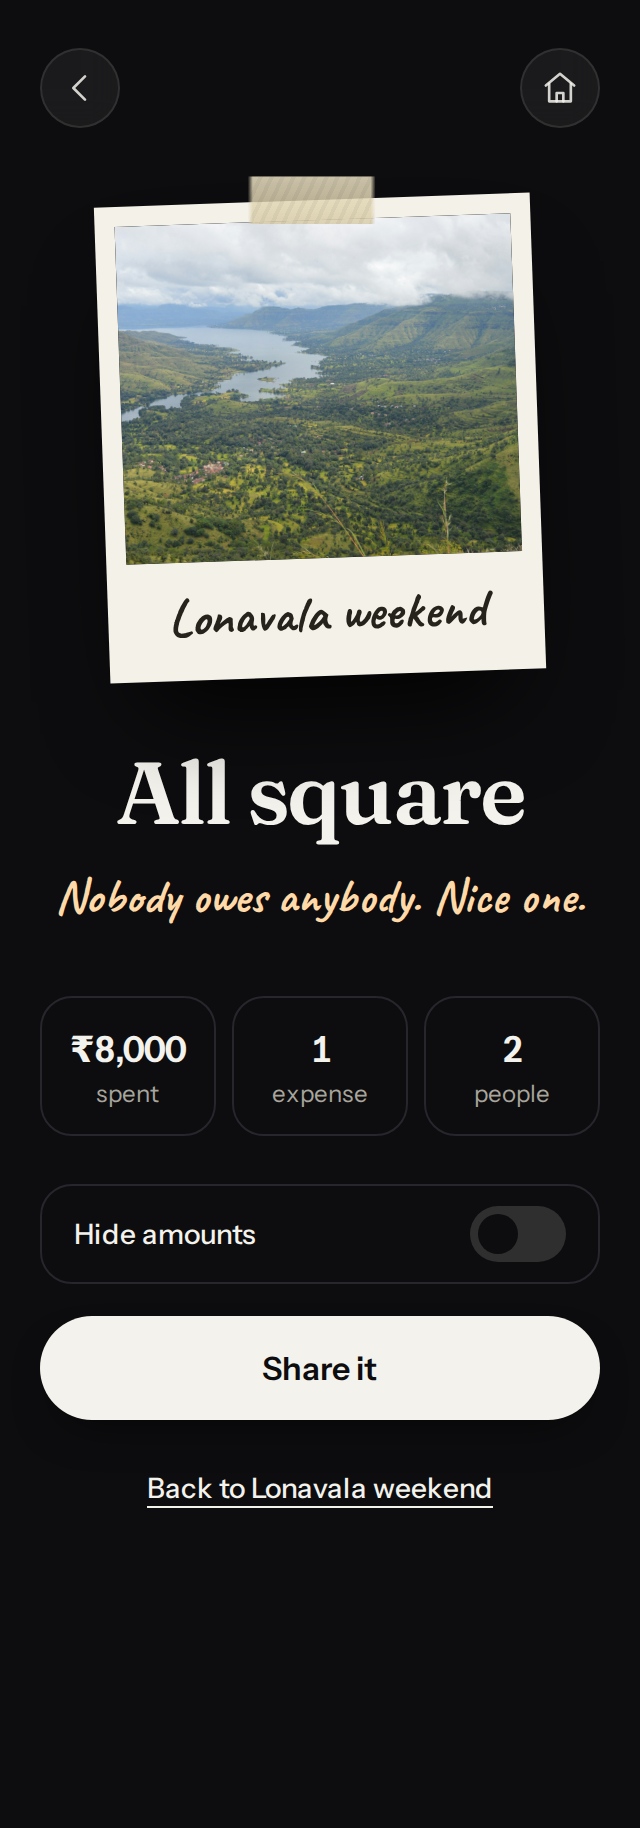 Lonavala weekend
All square
Nobody owes anybody. Nice one.
₹8,000
spent
1
expense
2
people
Hide amounts
Share it
Back to Lonavala weekend